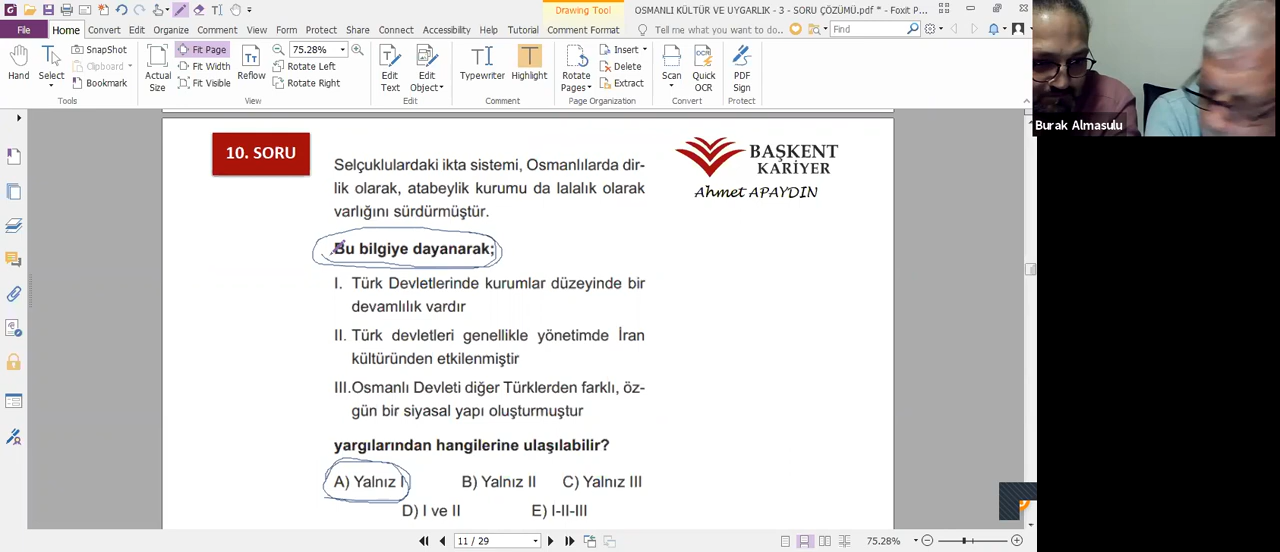 OSMANLI KÜLTÜR VE UYGARLIK - 3 - SORU ÇÖZÜMÜ.pdf * - Foxit P...
Drawing Tool
File Home Convert Edit Organize Comment View Form Protect Share Connect Accessibility Help Tutorial Comment Format Tell me what you want to do... Find
Hand
Select
SnapShot
Clipboard
Bookmark
Tools
Actual Size
Fit Page
Fit Width
Fit Visible
Reflow
75.28%
Rotate Left
Rotate Right
View
Edit Text
Edit Object
Edit
Typewriter
Highlight
Comment
Rotate Pages
Insert
Delete
Extract
Page Organization
Scan
Quick OCR
Convert
PDF Sign
Protect
Burak Almasulu
10. SORU
BAŞKENT
KARİYER
Ahmet APAYDIN
Selçuklulardaki ikta sistemi, Osmanlılarda dir-
lik olarak, atabeylik kurumu da lalalık olarak
varlığını sürdürmüştür.
Bu bilgiye dayanarak;
I. Türk Devletlerinde kurumlar düzeyinde bir
devamlılık vardır
II. Türk devletleri genellikle yönetimde İran
kültüründen etkilenmiştir
III.Osmanlı Devleti diğer Türklerden farklı, öz-
gün bir siyasal yapı oluşturmuştur
yargılarından hangilerine ulaşılabilir?
A) Yalnız I B) Yalnız II C) Yalnız III
D) I ve II E) I-II-III
11 / 29
75.28%